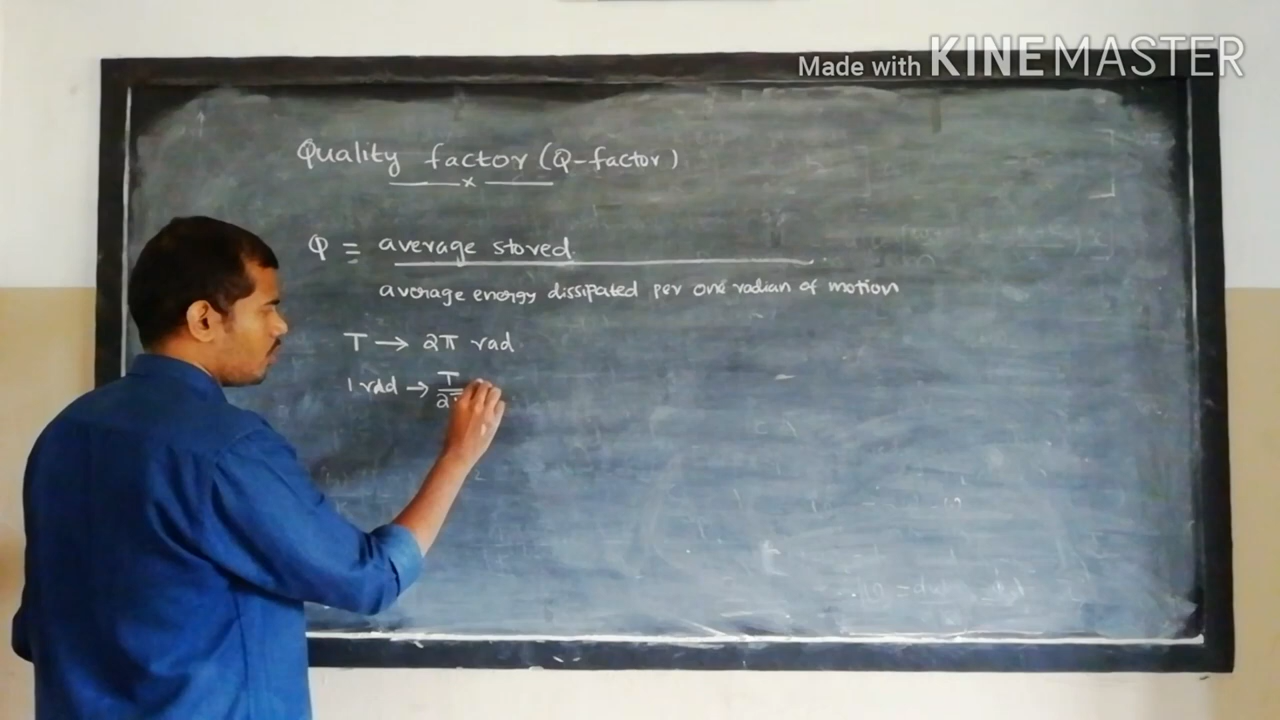 Made with KINEMASTER
Quality factor (Q-factor)
Q = average stored.
average energy dissipated per one radian of motion
T → 2π rad
1 rad → T
2π